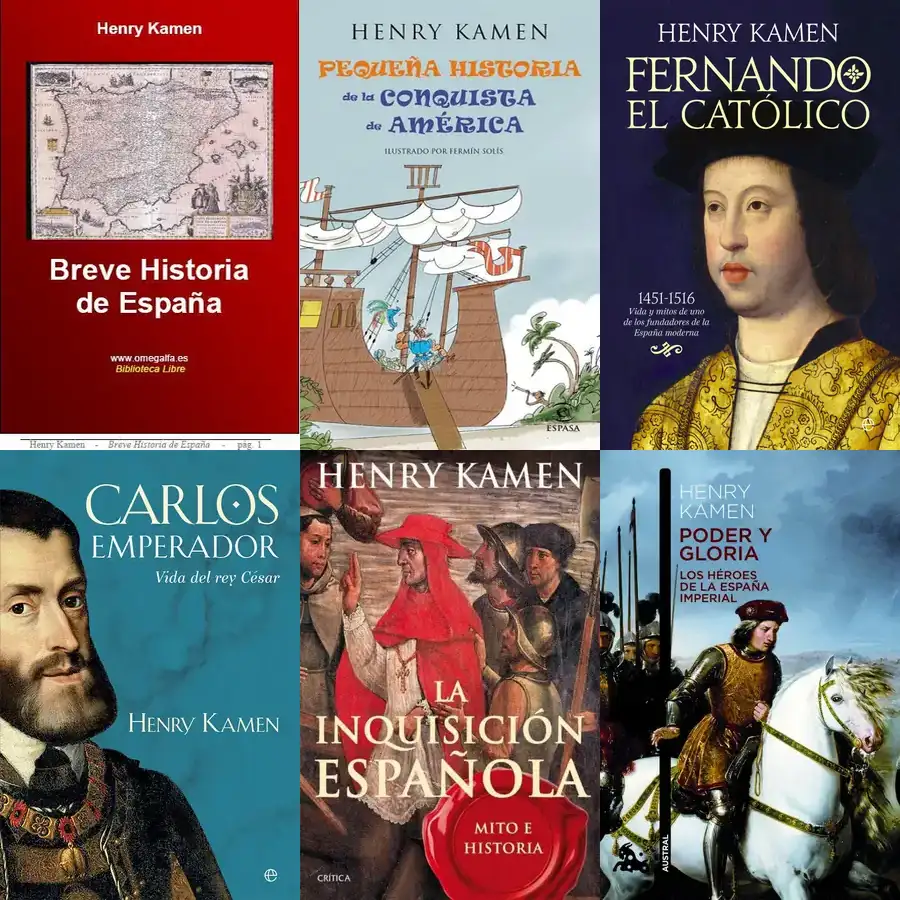 Henry Kamen
Breve Historia
de España
www.omegalfa.es
Biblioteca Libre
Henry Kamen - Breve Historia de España - pág. 1
HENRY KAMEN
PEQUEÑA HISTORIA
de la CONQUISTA
de AMÉRICA
ILUSTRADO POR FERMÍN SOLÍS
ESPASA
HENRY KAMEN
FERNANDO
EL CATÓLICO
1451-1516
Vida y mitos de uno
de los fundadores de la
España moderna
CARLOS
EMPERADOR
Vida del rey César
HENRY KAMEN
HENRY KAMEN
LA
INQUISICIÓN
ESPAÑOLA
MITO E
HISTORIA
CRÍTICA
HENRY
KAMEN
PODER Y
GLORIA
LOS HÉROES
DE LA ESPAÑA
IMPERIAL
AUSTRAL